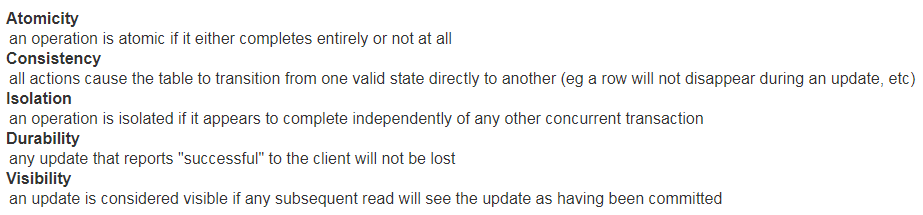 Atomicity
an operation is atomic if it either completes entirely or not at all
Consistency
all actions cause the table to transition from one valid state directly to another (eg a row will not disappear during an update, etc)
Isolation
an operation is isolated if it appears to complete independently of any other concurrent transaction
Durability
any update that reports "successful" to the client will not be lost
Visibility
an update is considered visible if any subsequent read will see the update as having been committed